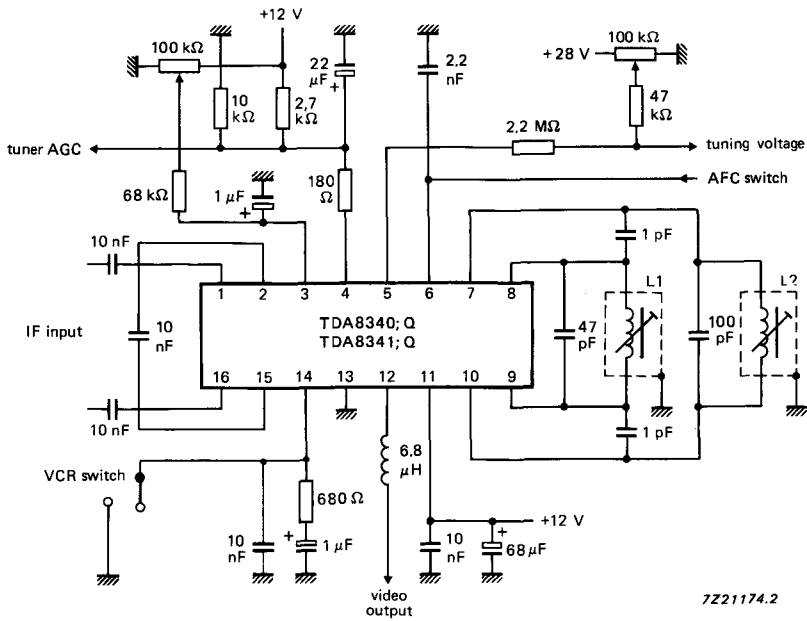 +12 V
100 kΩ
22 µF
+
2,2 nF
100 kΩ
+28 V
10 kΩ
2,7 kΩ
47 kΩ
2,2 MΩ
tuner AGC
tuning voltage
68 kΩ
1 µF
+
180 Ω
AFC switch
10 nF
1 pF
1 2 3 4 5 6 7 8
L1
L2
IF input
10 nF
TDA8340; Q
TDA8341; Q
47 pF
100 pF
16 15 14 13 12 11 10 9
10 nF
1 pF
6,8 µH
VCR switch
680 Ω
+12 V
10 nF
+
1 µF
10 nF
+
68 µF
video output
7Z21174.2